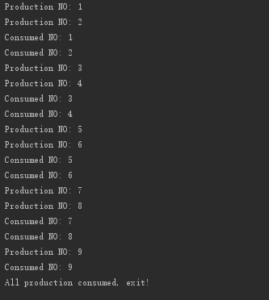 Production NO: 1
Production NO: 2
Consumed NO: 1
Consumed NO: 2
Production NO: 3
Production NO: 4
Consumed NO: 3
Consumed NO: 4
Production NO: 5
Production NO: 6
Consumed NO: 5
Consumed NO: 6
Production NO: 7
Production NO: 8
Consumed NO: 7
Consumed NO: 8
Production NO: 9
Consumed NO: 9
All production consumed, exit!